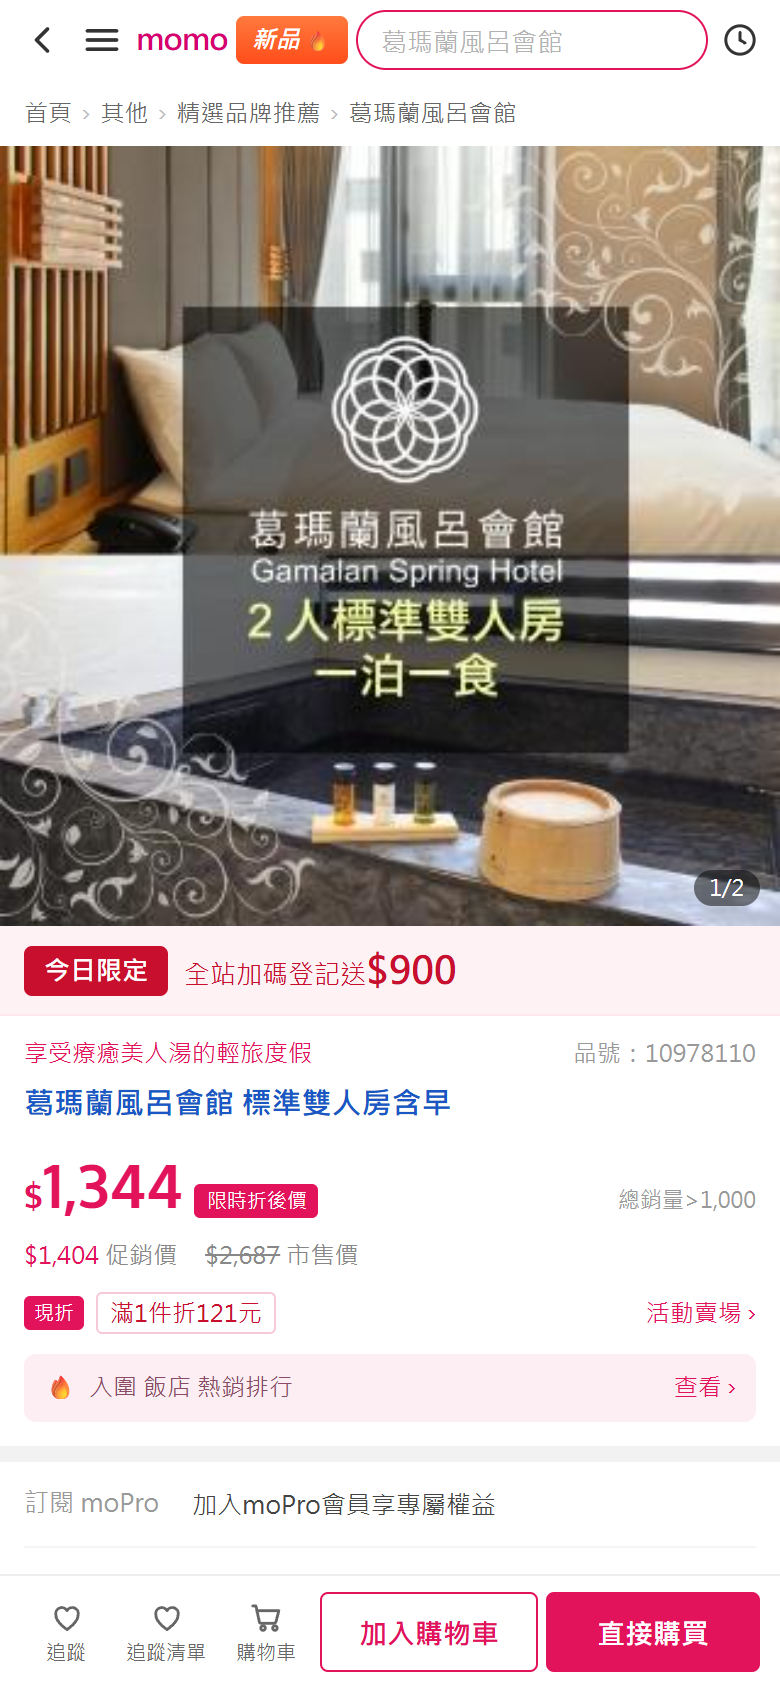 momo 新品 葛瑪蘭風呂會館
首頁 › 其他 › 精選品牌推薦 › 葛瑪蘭風呂會館
葛瑪蘭風呂會館
Gamalan Spring Hotel
2 人標準雙人房
一泊一食
1/2
今日限定 全站加碼登記送$900
享受療癒美人湯的輕旅度假 品號：10978110
葛瑪蘭風呂會館 標準雙人房含早
$1,344 限時折後價 總銷量>1,000
$1,404 促銷價 $2,687 市售價
現折 滿1件折121元 活動賣場 ›
入圍 飯店 熱銷排行 查看 ›
訂閱 moPro 加入moPro會員享專屬權益
追蹤 追蹤清單 購物車 加入購物車 直接購買